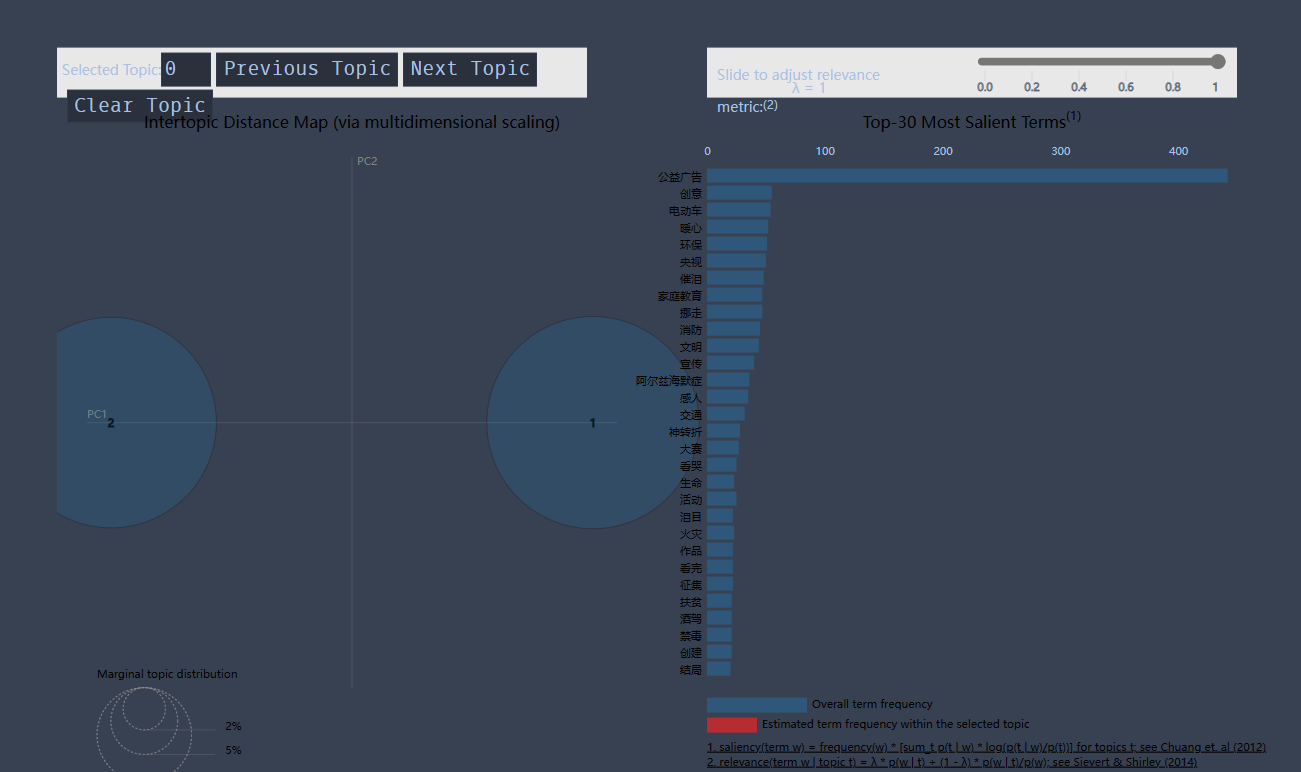 Selected Topic: 0 Previous Topic Next Topic
Clear Topic
Slide to adjust relevance
λ = 1
metric:(2)
0.0 0.2 0.4 0.6 0.8 1
Intertopic Distance Map (via multidimensional scaling)
PC2
PC1
2
1
Marginal topic distribution
2%
5%
Top-30 Most Salient Terms(1)
0 100 200 300 400
公益广告
创意
电动车
暖心
环保
央视
催泪
家庭教育
挪走
消防
文明
宣传
阿尔兹海默症
感人
交通
神转折
大赛
看哭
生命
活动
泪目
火灾
作品
看完
征集
扶贫
酒驾
禁毒
创建
结局
Overall term frequency
Estimated term frequency within the selected topic
1. saliency(term w) = frequency(w) * [sum_t p(t | w) * log(p(t | w)/p(t))] for topics t; see Chuang et. al (2012)
2. relevance(term w | topic t) = λ * p(w | t) + (1 - λ) * p(w | t)/p(w); see Sievert & Shirley (2014)